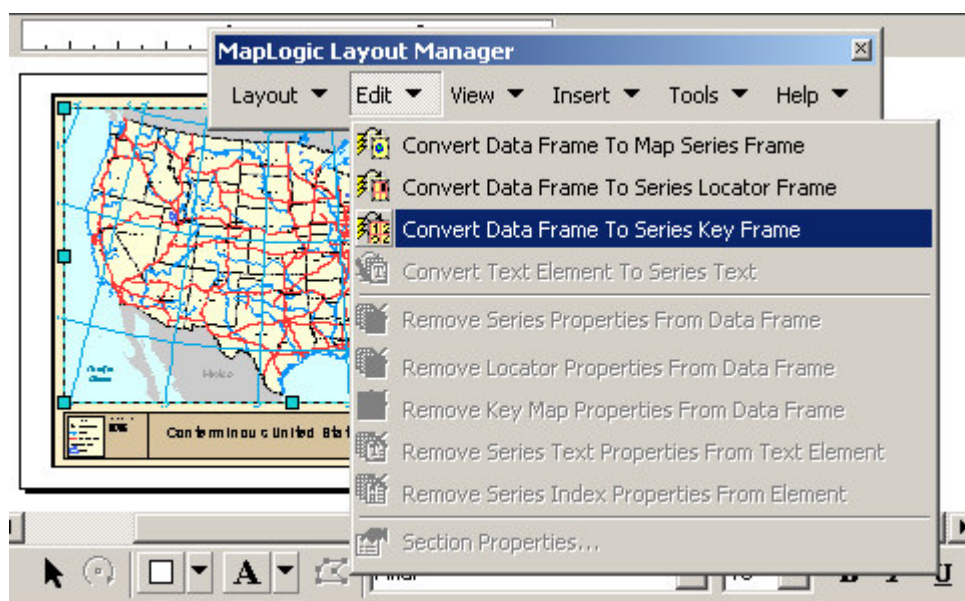 MapLogic Layout Manager
Layout Edit View Insert Tools Help
Convert Data Frame To Map Series Frame
Convert Data Frame To Series Locator Frame
Convert Data Frame To Series Key Frame
Convert Text Element To Series Text
Remove Series Properties From Data Frame
Remove Locator Properties From Data Frame
Remove Key Map Properties From Data Frame
Remove Series Text Properties From Text Element
Remove Series Index Properties From Element
Section Properties...
Mexico
Conterminous United Stat
A U